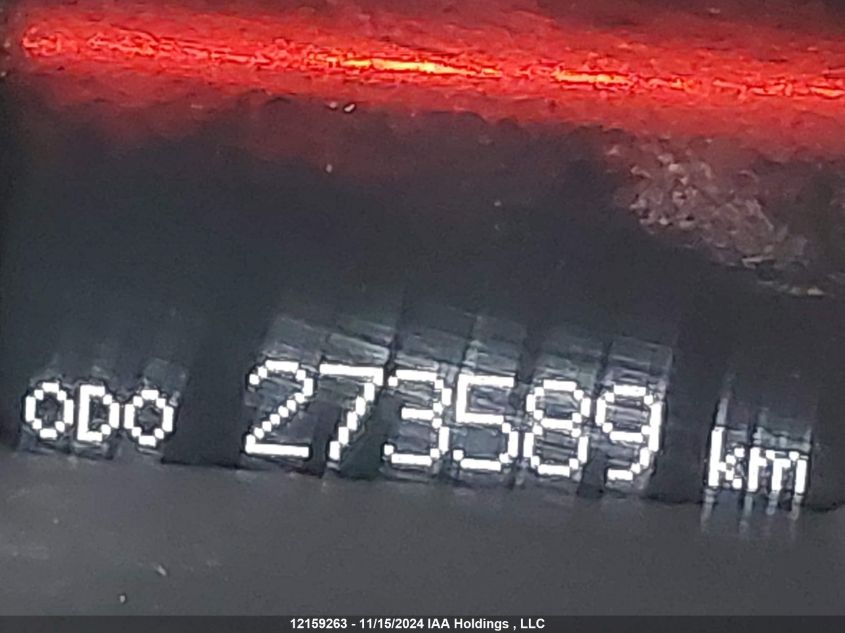 ODO 273589 km
12159263 - 11/15/2024 IAA Holdings , LLC